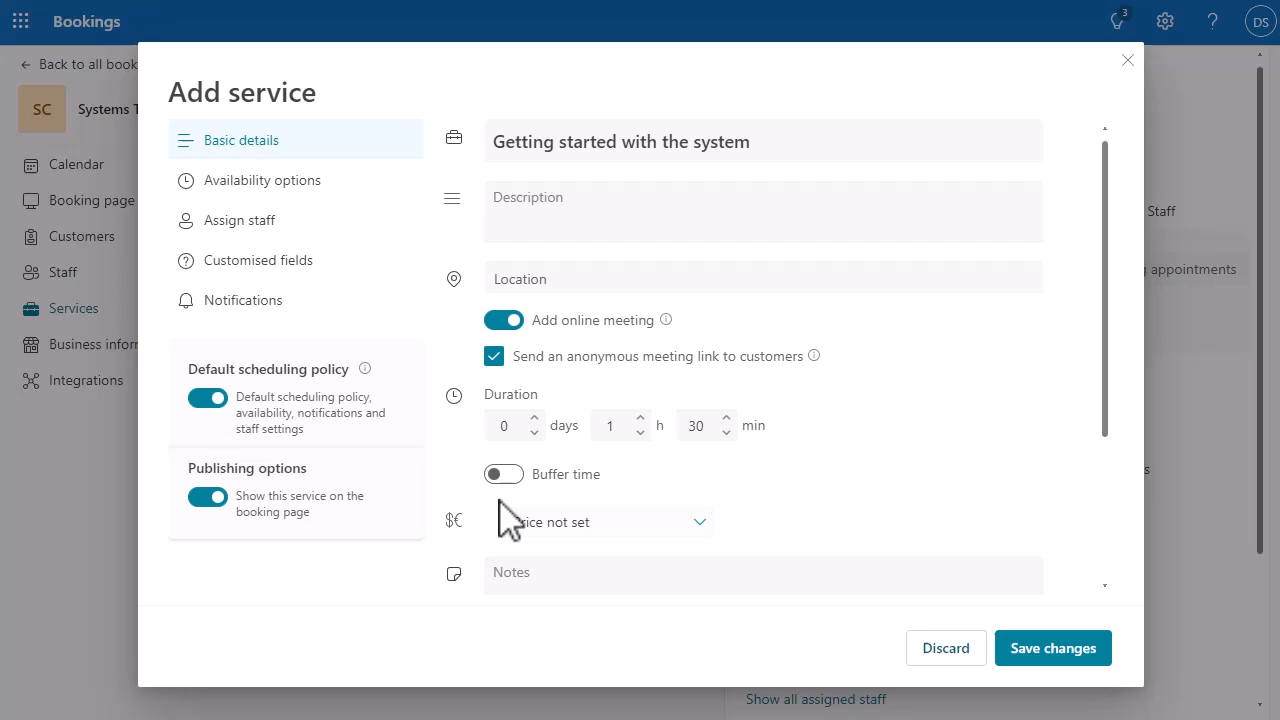 Bookings
3
DS
Back to all book
SC
Systems T
Calendar
Booking page
Customers
Staff
Services
Business inforr
Integrations
Add service
Basic details
Availability options
Assign staff
Customised fields
Notifications
Default scheduling policy
Default scheduling policy,
availability, notifications and
staff settings
Publishing options
Show this service on the
booking page
Getting started with the system
Description
Location
Add online meeting
Send an anonymous meeting link to customers
Duration
0 days 1 h 30 min
Buffer time
$€ rice not set
Notes
Discard
Save changes
Staff
g appointments
s
Show all assigned staff